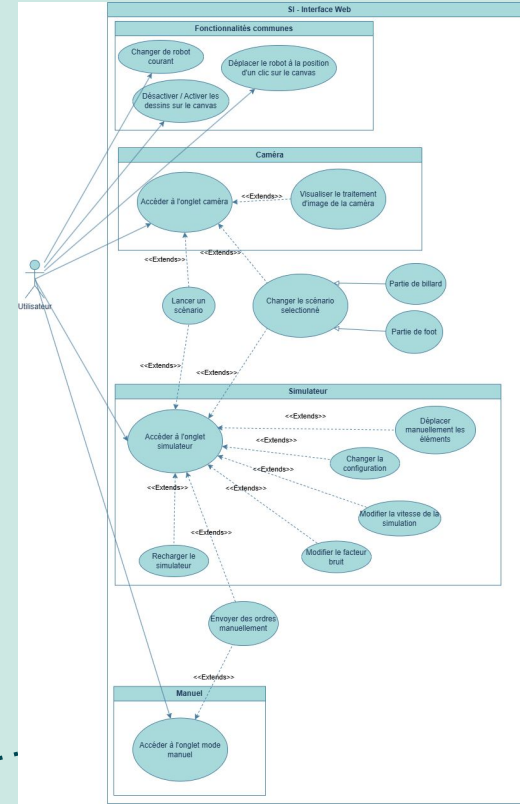 SI - Interface Web
Fonctionnalités communes
Changer de robot
courant
Déplacer le robot à la position
d'un clic sur le canvas
Désactiver / Activer les
dessins sur le canvas
Caméra
Accéder à l'onglet caméra
<<Extends>>
Visualiser le traitement
d'image de la caméra
<<Extends>>
<<Extends>>
Utilisateur
Lancer un
scénario
Changer le scénario
selectionné
Partie de billard
Partie de foot
<<Extends>>
<<Extends>>
Simulateur
Accéder à l'onglet
simulateur
<<Extends>>
Déplacer
manuellement les
éléments
<<Extends>>
Changer la
configuration
<<Extends>>
<<Extends>>
<<Extends>>
Modifier la vitesse de la
simulation
<<Extends>>
Recharger le
simulateur
Modifier le facteur
bruit
Envoyer des ordres
manuellement
<<Extends>>
Manuel
Accéder à l'onglet mode
manuel